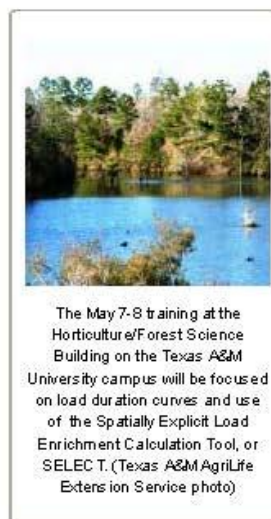 The May 7-8 training at the
Horticulture/Forest Science
Building on the Texas A&M
University campus will be focused
on load duration curves and use
of the Spatially Explicit Load
Enrichment Calculation Tool, or
SELECT. (Texas A&M AgriLife
Extension Service photo)